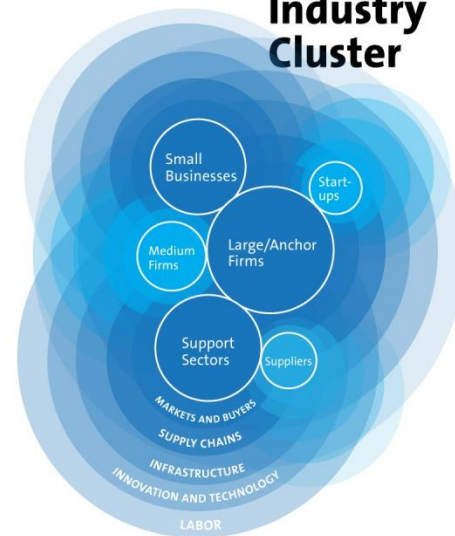 Industry
Cluster
Small
Businesses
Start-
ups
Medium
Firms
Large/Anchor
Firms
Support
Sectors
Suppliers
MARKETS AND BUYERS
SUPPLY CHAINS
INFRASTRUCTURE
INNOVATION AND TECHNOLOGY
LABOR